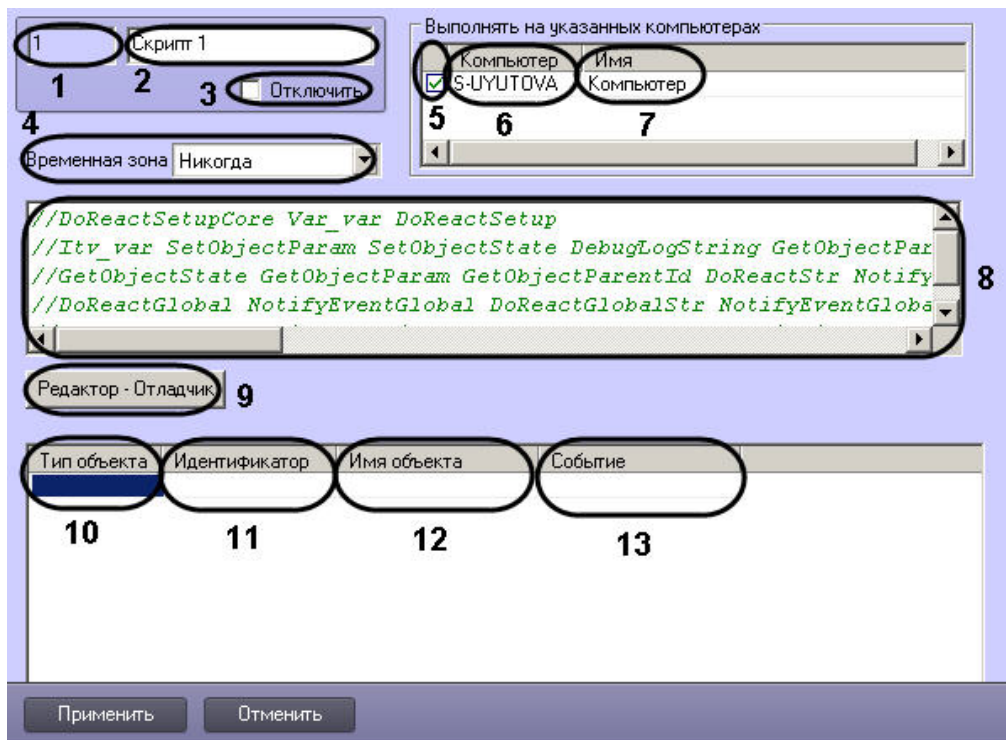 1 Скрипт 1
1 2 3 Отключить
Выполнять на указанных компьютерах
Компьютер Имя
S-UYUTOVA Компьютер
5 6 7
4
Временная зона Никогда
//DoReactSetupCore Var_var DoReactSetup
//Itv_var SetObjectParam SetObjectState DebugLogString GetObjectPar
//GetObjectState GetObjectParam GetObjectParentId DoReactStr Notify
//DoReactGlobal NotifyEventGlobal DoReactGlobalStr NotifyEventGloba
8
Редактор - Отладчик 9
Тип объекта Идентификатор Имя объекта Событие
10 11 12 13
Применить Отменить